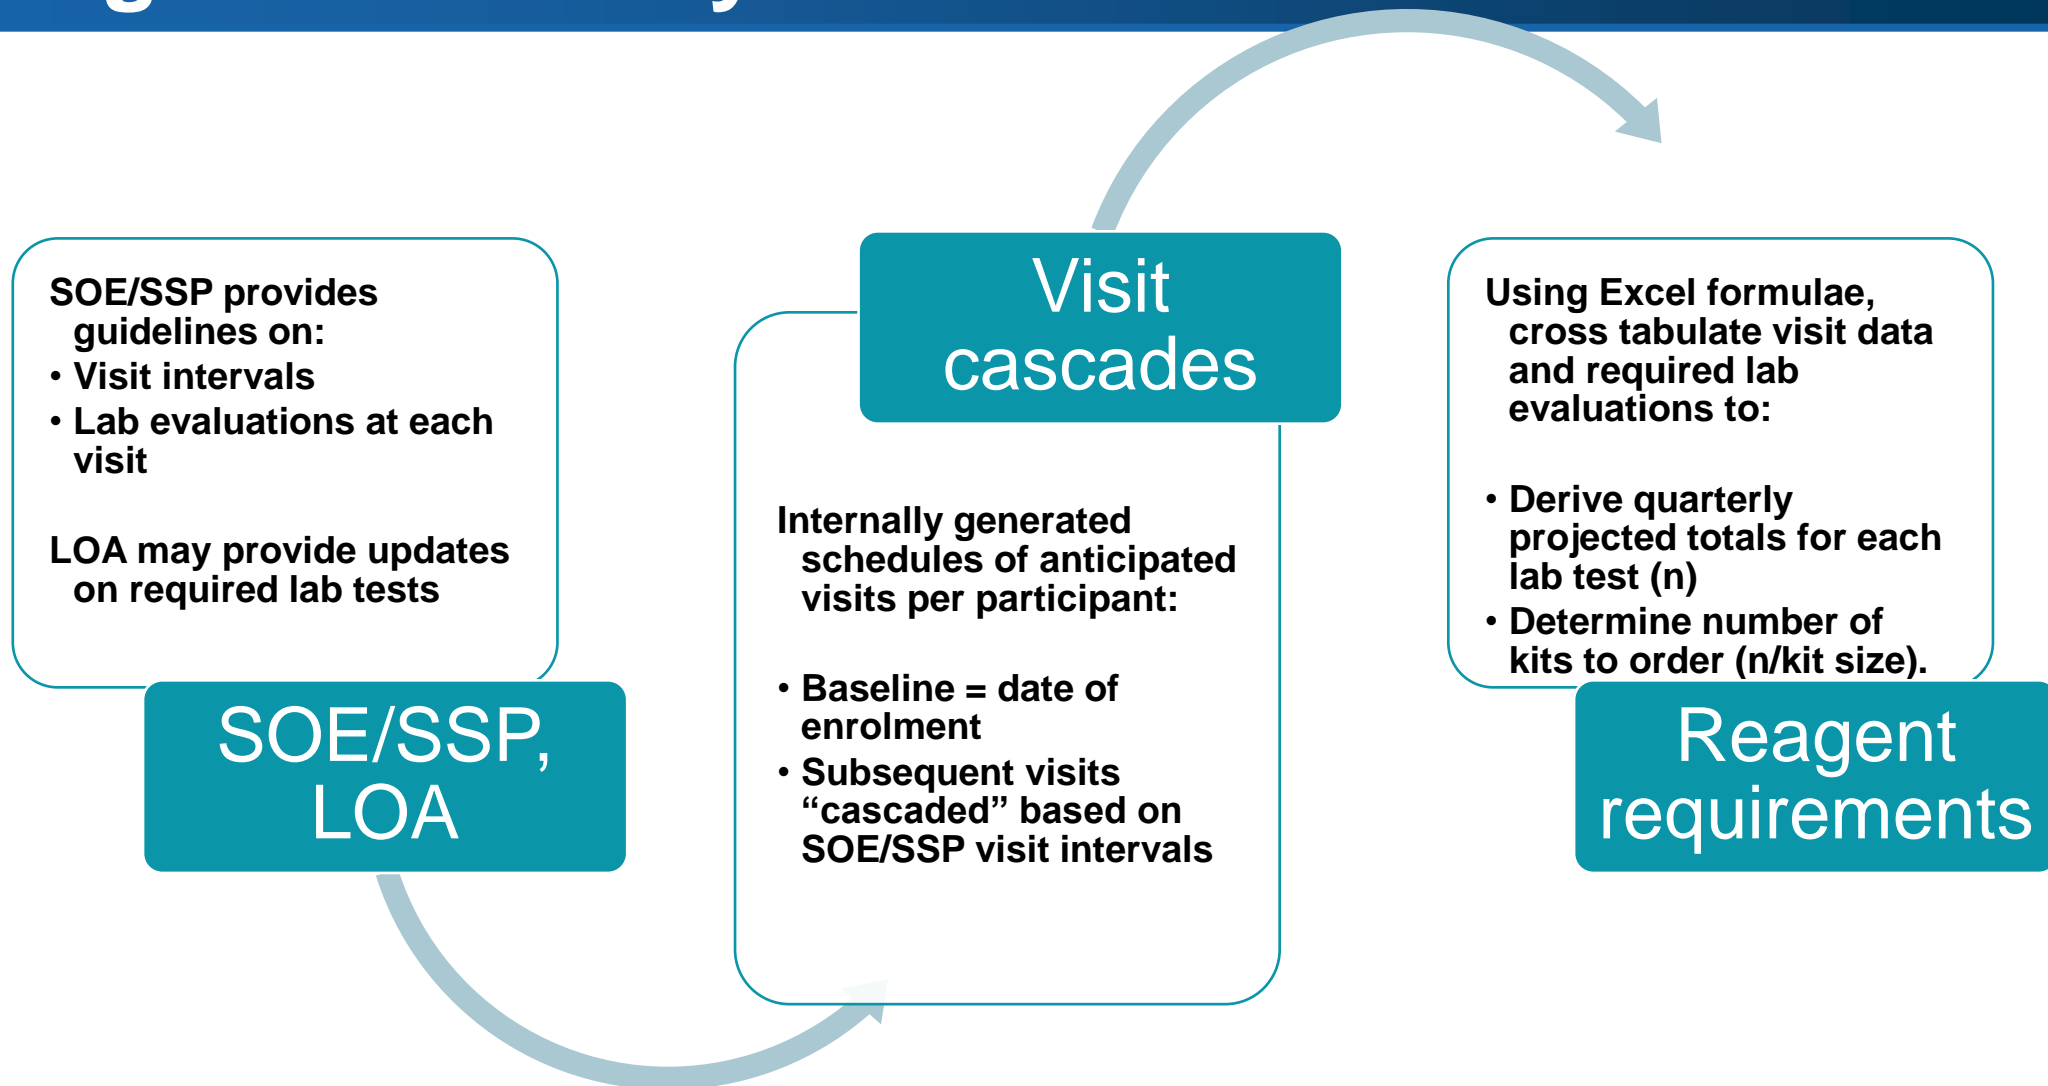 SOE/SSP provides
guidelines on:
• Visit intervals
• Lab evaluations at each
visit
LOA may provide updates
on required lab tests
SOE/SSP,
LOA
Visit
cascades
Internally generated
schedules of anticipated
visits per participant:
• Baseline = date of
enrolment
• Subsequent visits
“cascaded” based on
SOE/SSP visit intervals
Using Excel formulae,
cross tabulate visit data
and required lab
evaluations to:
• Derive quarterly
projected totals for each
lab test (n)
• Determine number of
kits to order (n/kit size).
Reagent
requirements